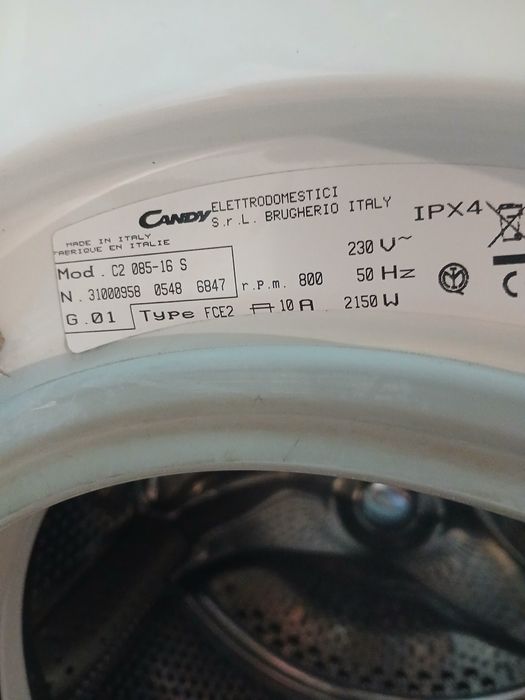 CANDY ELETTRODOMESTICI
S.r.L. BRUGHERIO ITALY
IPX4
MADE IN ITALY
FABRIQUE EN ITALIE
230 V~
Mod. C2 085-16 S
50 Hz
N. 31000958 0548 6847 r.p.m. 800
G.01 Type FCE2 10 A 2150 W